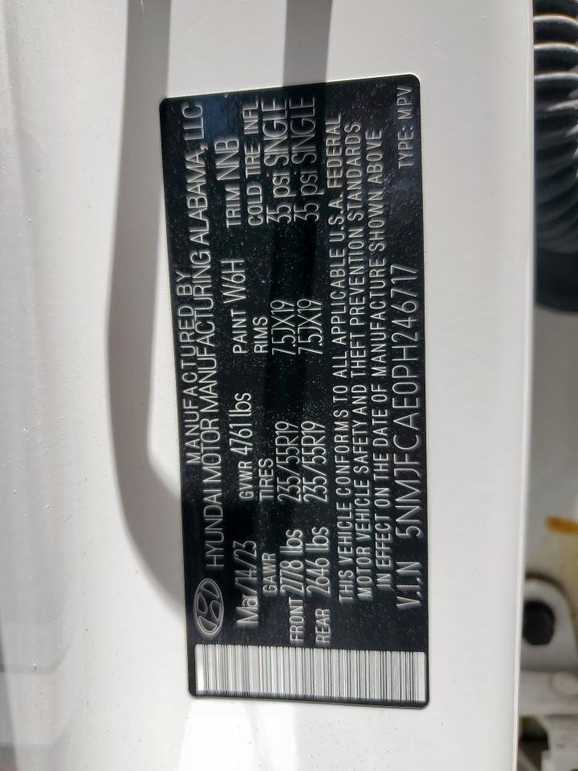 MANUFACTURED BY
HYUNDAI MOTOR MANUFACTURING ALABAMA, LLC
Mar/14/23 GVWR 4761 lbs PAINT W6H TRIM NNB
GAWR TIRES RIMS COLD TIRE INFL
FRONT 2778 lbs 235/55R19 7.5JX19 35 psi SINGLE
REAR 2646 lbs 235/55R19 7.5JX19 35 psi SINGLE
THIS VEHICLE CONFORMS TO ALL APPLICABLE U.S.A. FEDERAL
MOTOR VEHICLE SAFETY AND THEFT PREVENTION STANDARDS
IN EFFECT ON THE DATE OF MANUFACTURE SHOWN ABOVE
V.I.N 5NMJFCAE0PH246717 TYPE: MPV